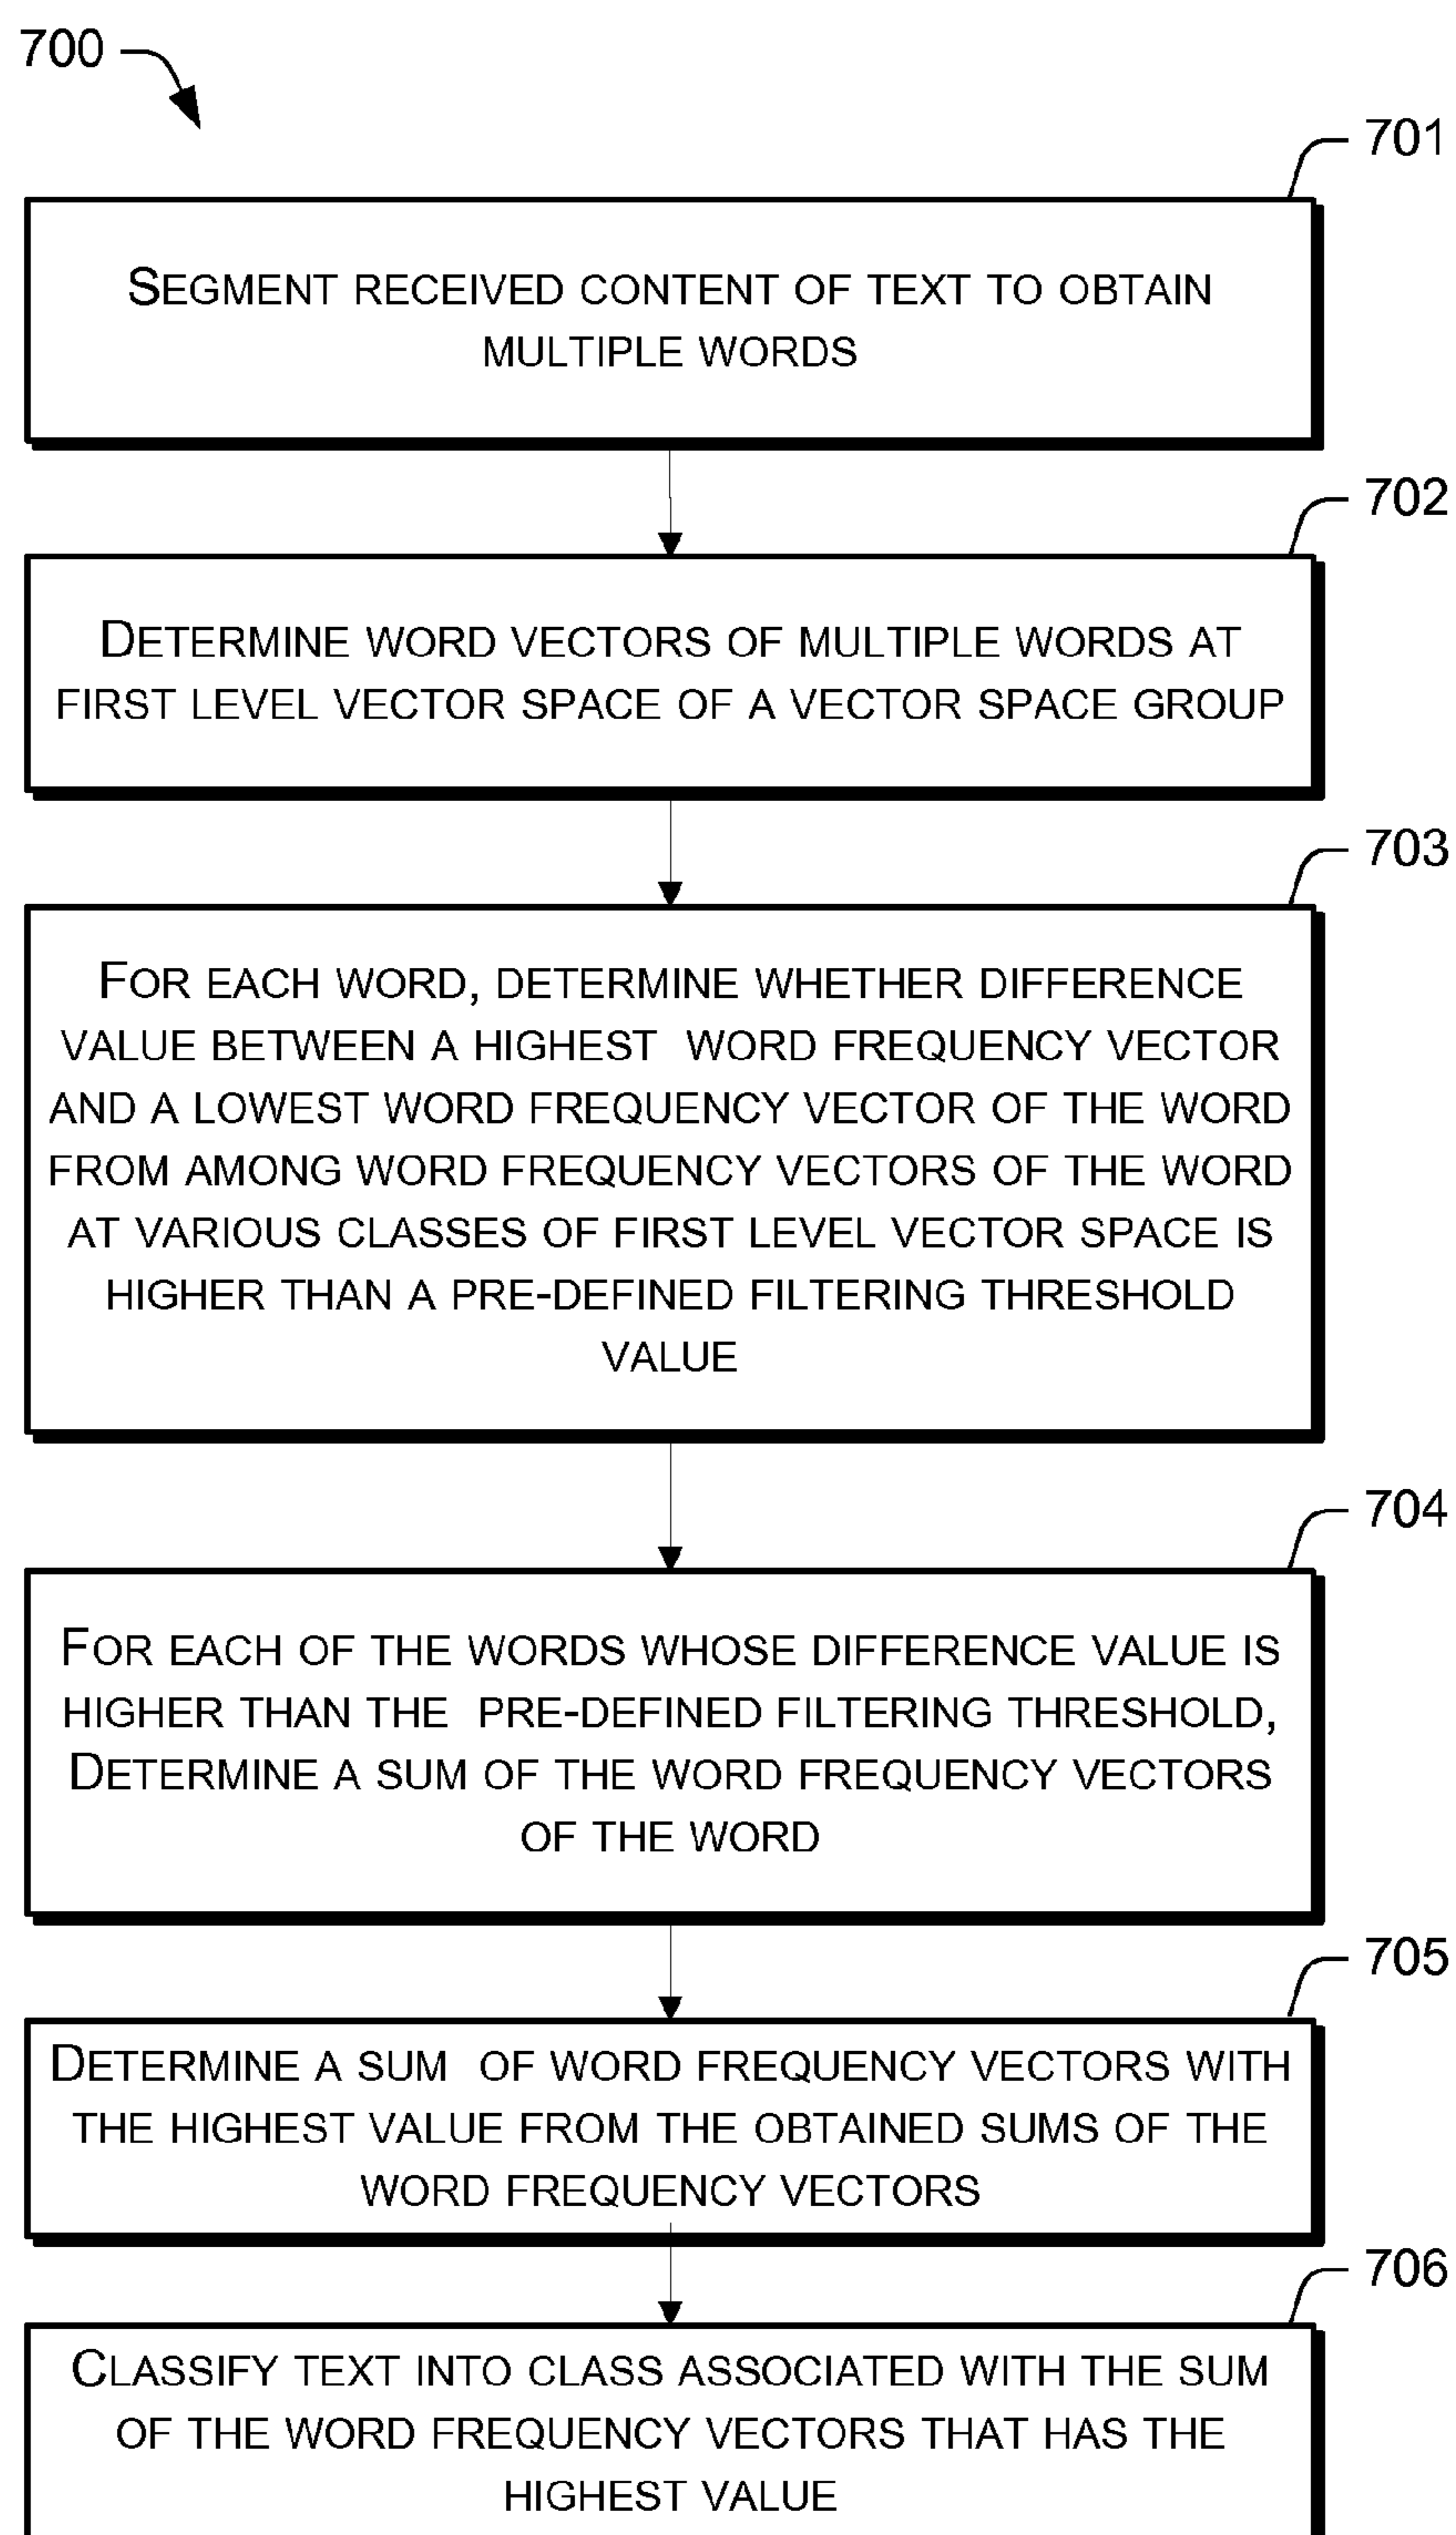 700
701
SEGMENT RECEIVED CONTENT OF TEXT TO OBTAIN
MULTIPLE WORDS
702
DETERMINE WORD VECTORS OF MULTIPLE WORDS AT
FIRST LEVEL VECTOR SPACE OF A VECTOR SPACE GROUP
703
FOR EACH WORD, DETERMINE WHETHER DIFFERENCE
VALUE BETWEEN A HIGHEST WORD FREQUENCY VECTOR
AND A LOWEST WORD FREQUENCY VECTOR OF THE WORD
FROM AMONG WORD FREQUENCY VECTORS OF THE WORD
AT VARIOUS CLASSES OF FIRST LEVEL VECTOR SPACE IS
HIGHER THAN A PRE-DEFINED FILTERING THRESHOLD
VALUE
704
FOR EACH OF THE WORDS WHOSE DIFFERENCE VALUE IS
HIGHER THAN THE PRE-DEFINED FILTERING THRESHOLD,
DETERMINE A SUM OF THE WORD FREQUENCY VECTORS
OF THE WORD
705
DETERMINE A SUM OF WORD FREQUENCY VECTORS WITH
THE HIGHEST VALUE FROM THE OBTAINED SUMS OF THE
WORD FREQUENCY VECTORS
706
CLASSIFY TEXT INTO CLASS ASSOCIATED WITH THE SUM
OF THE WORD FREQUENCY VECTORS THAT HAS THE
HIGHEST VALUE